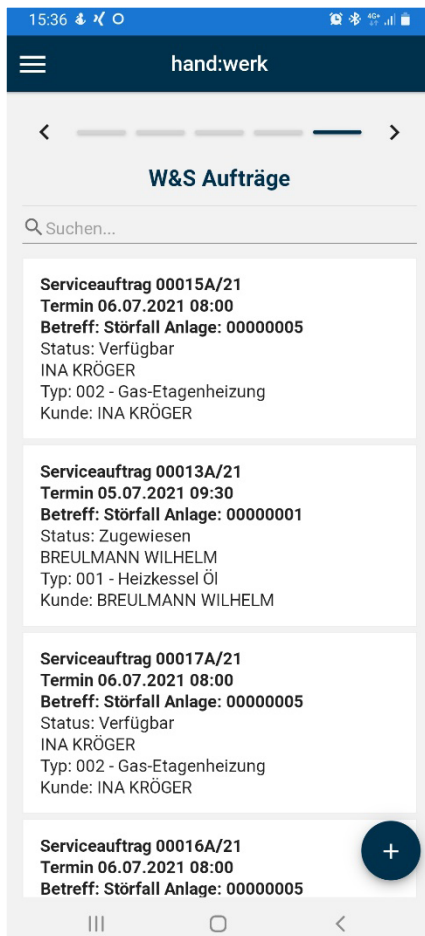 15:36
4G+
hand:werk
W&S Aufträge
Suchen...
Serviceauftrag 00015A/21
Termin 06.07.2021 08:00
Betreff: Störfall Anlage: 00000005
Status: Verfügbar
INA KRÖGER
Typ: 002 - Gas-Etagenheizung
Kunde: INA KRÖGER
Serviceauftrag 00013A/21
Termin 05.07.2021 09:30
Betreff: Störfall Anlage: 00000001
Status: Zugewiesen
BREULMANN WILHELM
Typ: 001 - Heizkessel Öl
Kunde: BREULMANN WILHELM
Serviceauftrag 00017A/21
Termin 06.07.2021 08:00
Betreff: Störfall Anlage: 00000005
Status: Verfügbar
INA KRÖGER
Typ: 002 - Gas-Etagenheizung
Kunde: INA KRÖGER
Serviceauftrag 00016A/21
Termin 06.07.2021 08:00
Betreff: Störfall Anlage: 00000005